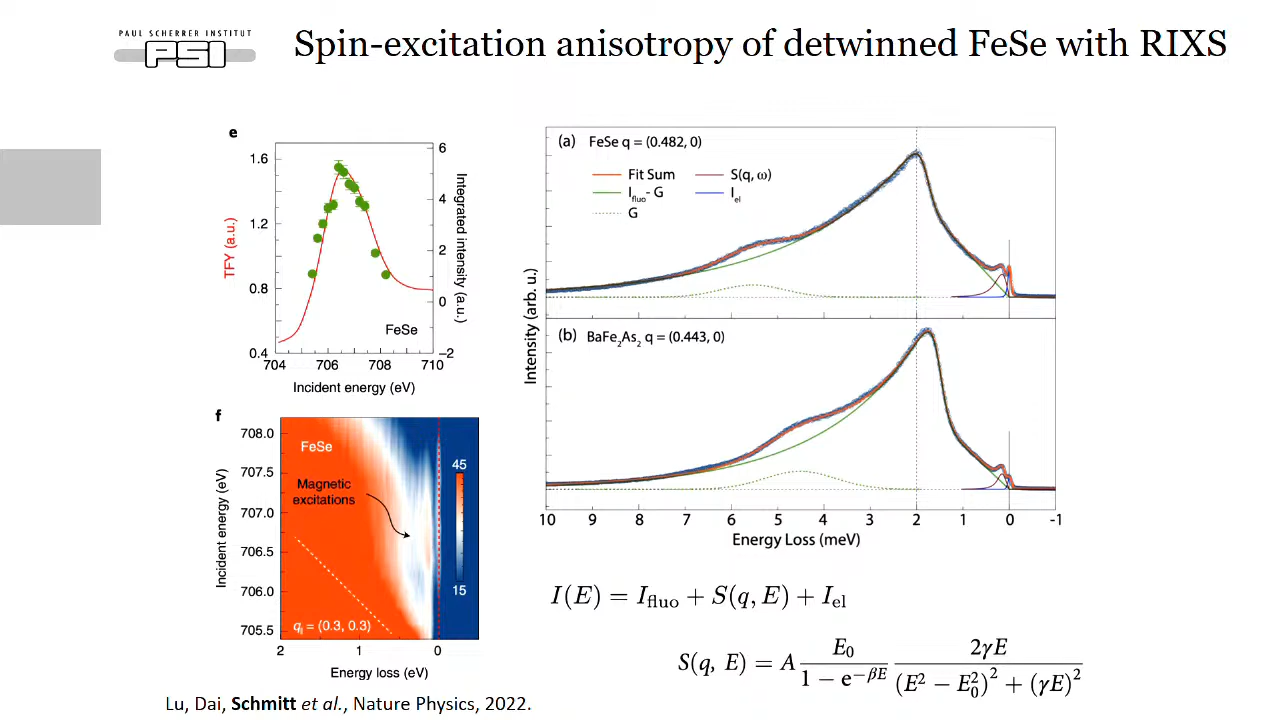 PAUL SCHERRER INSTITUT
PSI
Spin-excitation anisotropy of detwinned FeSe with RIXS
e
1.6
1.2
0.8
0.4
TFY (a.u.)
6
4
2
0
−2
Integrated intensity (a.u.)
FeSe
704 706 708 710
Incident energy (eV)
f
708.0
707.5
707.0
706.5
706.0
705.5
Incident energy (eV)
FeSe
Magnetic
excitations
45
15
q∥ = (0.3, 0.3)
2 1 0
Energy loss (eV)
(a) FeSe q = (0.482, 0)
Fit Sum S(q, ω)
I_fluo - G I_el
G
Intensity (arb. u.)
(b) BaFe₂As₂ q = (0.443, 0)
10 9 8 7 6 5 4 3 2 1 0 -1
Energy Loss (meV)
I(E) = I_fluo + S(q, E) + I_el
S(q, E) = A E₀ / (1 − e^(−βE)) 2γE / ((E² − E₀²)² + (γE)²)
Lu, Dai, Schmitt et al., Nature Physics, 2022.